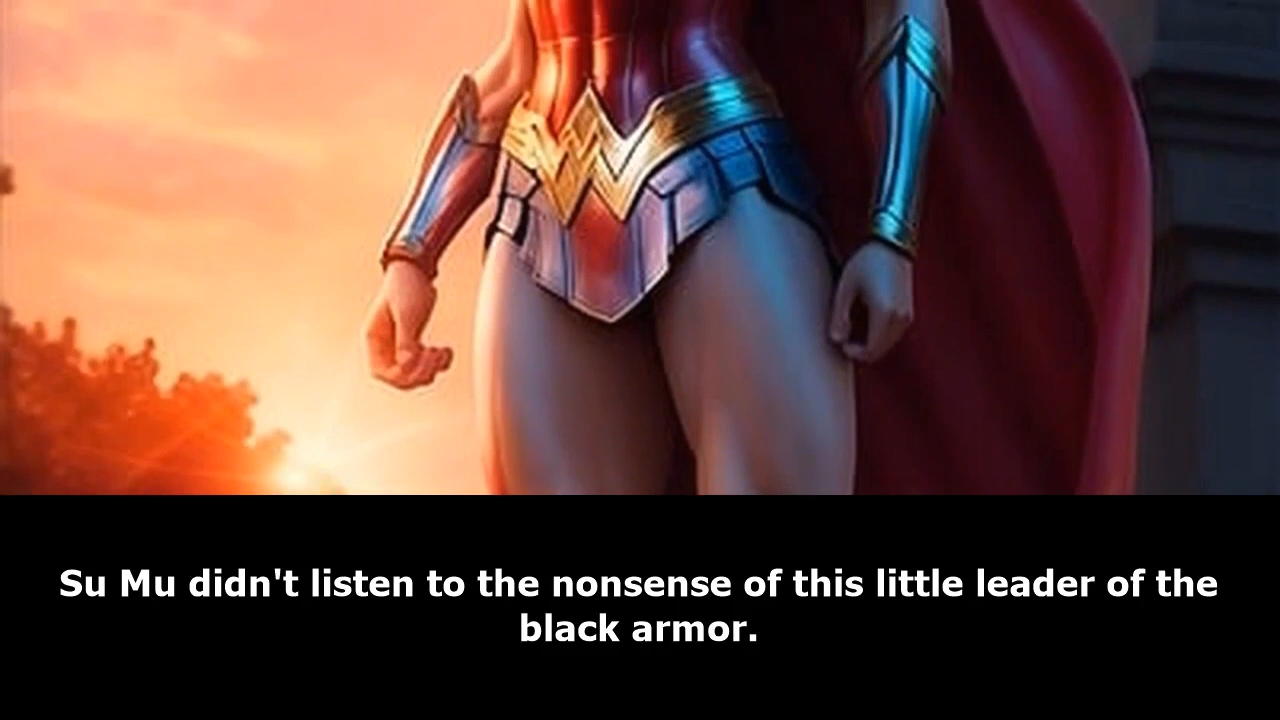 Su Mu didn't listen to the nonsense of this little leader of the
black armor.